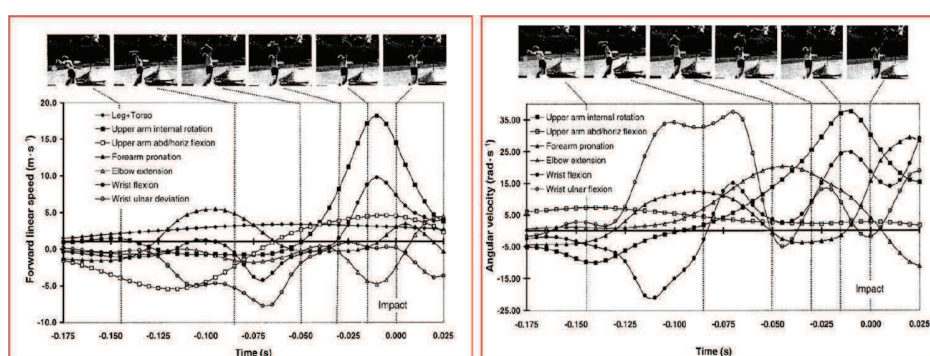 20.0
15.0
10.0
5.0
0.0
-5.0
-10.0
Forward linear speed (m·s⁻¹)
Leg+Torso
Upper arm internal rotation
Upper arm abd/horiz flexion
Forearm pronation
Elbow extension
Wrist flexion
Wrist ulnar deviation
Impact
-0.175 -0.150 -0.125 -0.100 -0.075 -0.050 -0.025 0.000 0.025
Time (s)
35.00
25.00
15.00
5.00
-5.00
-15.00
-25.00
Angular velocity (rad·s⁻¹)
Upper arm internal rotation
Upper arm abd/horiz flexion
Forearm pronation
Elbow extension
Wrist flexion
Wrist ulnar flexion
Impact
-0.175 -0.150 -0.125 -0.100 -0.075 -0.050 -0.025 0.000 0.025
Time (s)